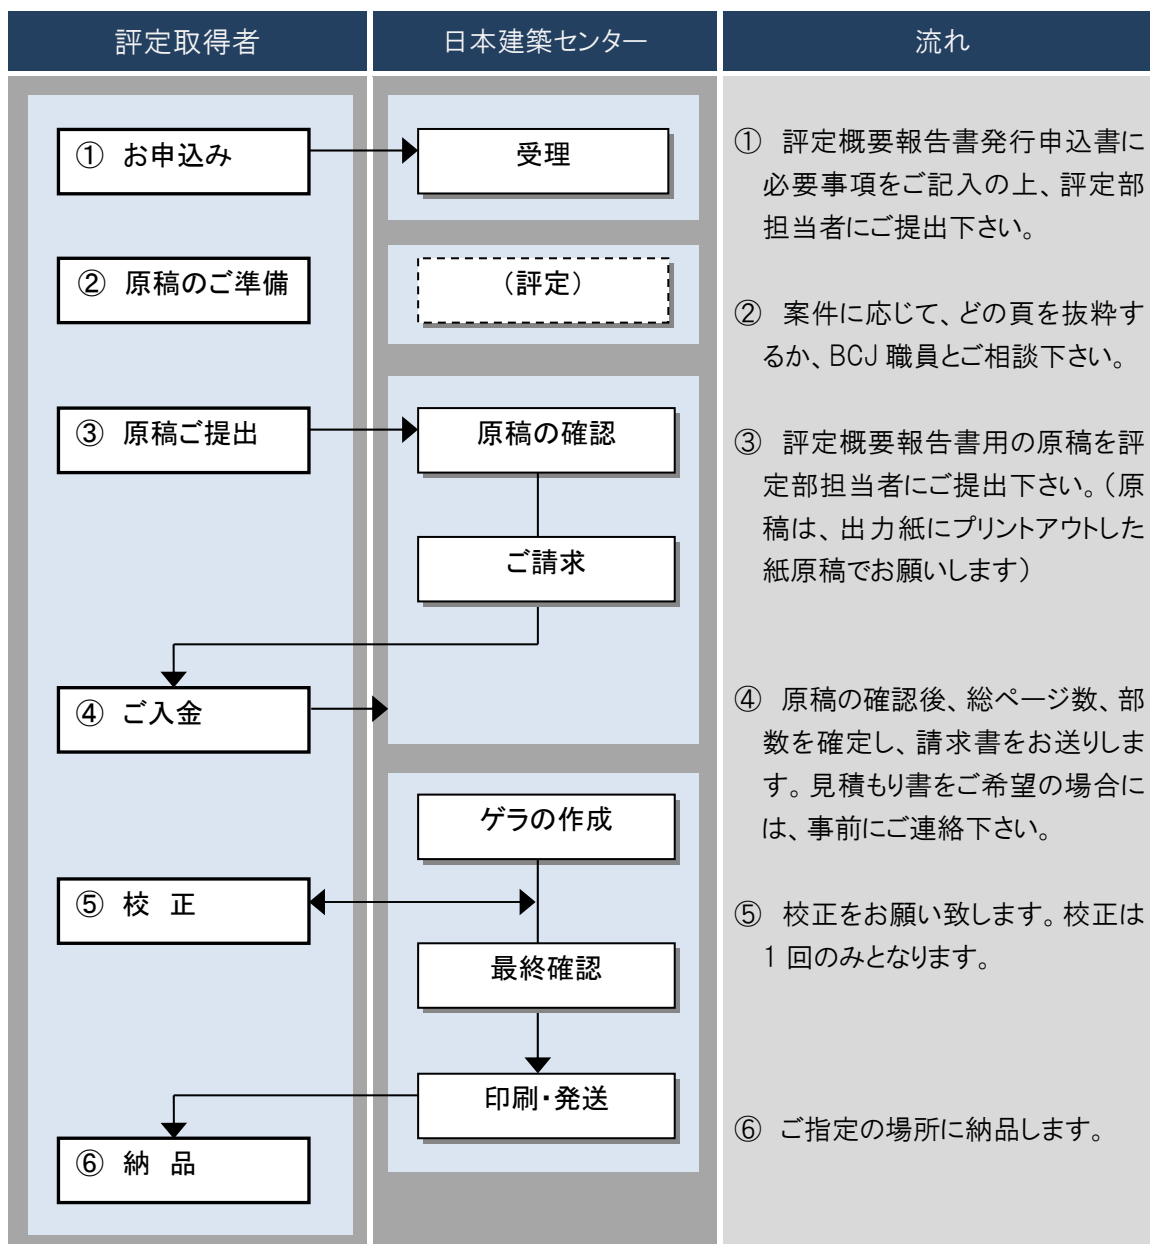 評定取得者
日本建築センター
流れ
① お申込み
受理
② 原稿のご準備
（評定）
③ 原稿ご提出
原稿の確認
ご請求
④ ご入金
ゲラの作成
⑤ 校 正
最終確認
印刷・発送
⑥ 納 品
① 評定概要報告書発行申込書に
必要事項をご記入の上、評定部
担当者にご提出下さい。
② 案件に応じて、どの頁を抜粋す
るか、BCJ 職員とご相談下さい。
③ 評定概要報告書用の原稿を評
定部担当者にご提出下さい。（原
稿は、出力紙にプリントアウトした
紙原稿でお願いします）
④ 原稿の確認後、総ページ数、部
数を確定し、請求書をお送りしま
す。見積もり書をご希望の場合に
は、事前にご連絡下さい。
⑤ 校正をお願い致します。校正は
1 回のみとなります。
⑥ ご指定の場所に納品します。